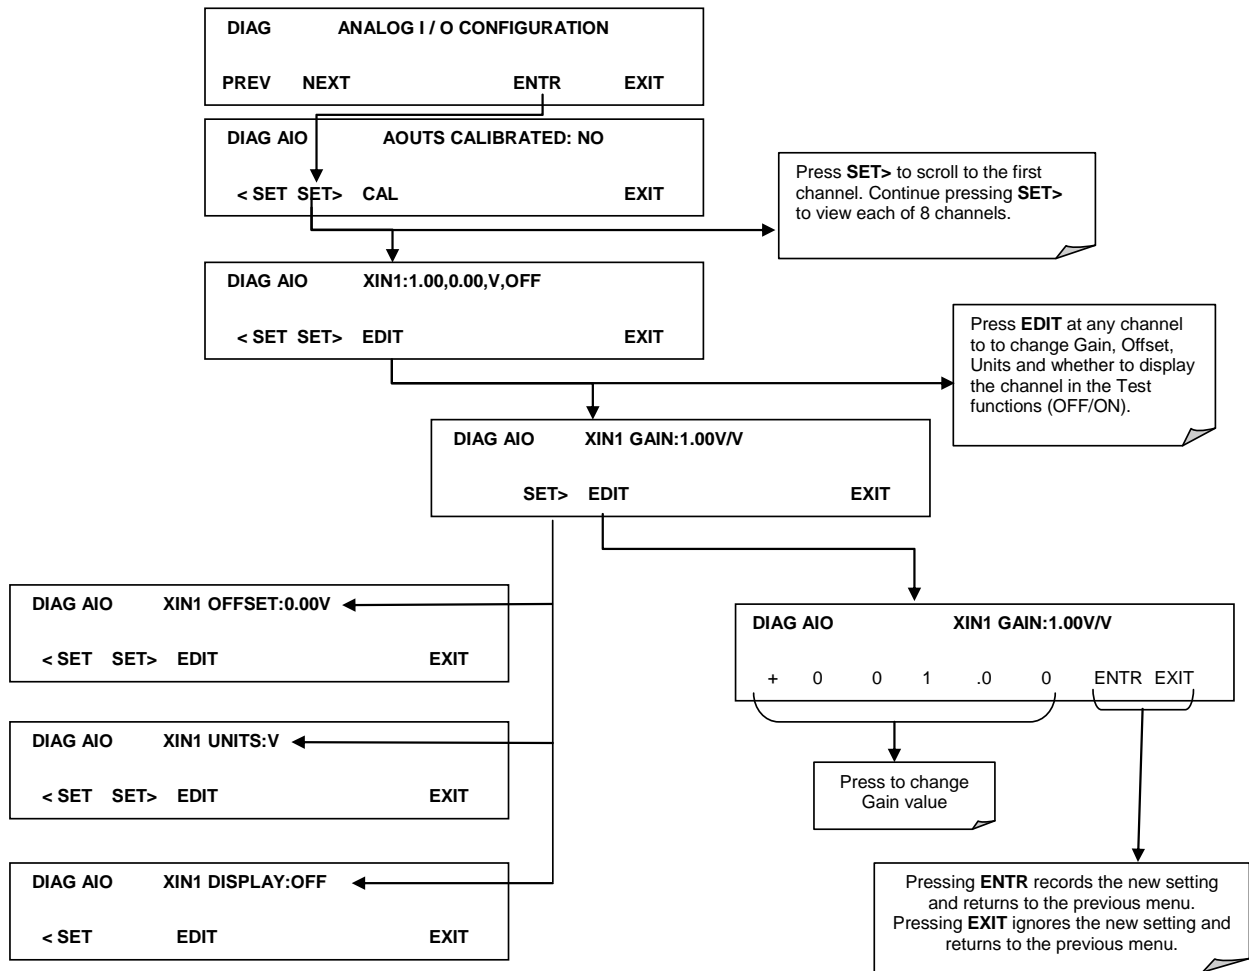 DIAG ANALOG I / O CONFIGURATION
PREV NEXT ENTR EXIT
DIAG AIO AOUTS CALIBRATED: NO
< SET SET> CAL EXIT
Press SET> to scroll to the first
channel. Continue pressing SET>
to view each of 8 channels.
DIAG AIO XIN1:1.00,0.00,V,OFF
< SET SET> EDIT EXIT
Press EDIT at any channel
to to change Gain, Offset,
Units and whether to display
the channel in the Test
functions (OFF/ON).
DIAG AIO XIN1 GAIN:1.00V/V
SET> EDIT EXIT
DIAG AIO XIN1 OFFSET:0.00V
< SET SET> EDIT EXIT
DIAG AIO XIN1 GAIN:1.00V/V
+ 0 0 1 .0 0 ENTR EXIT
DIAG AIO XIN1 UNITS:V
< SET SET> EDIT EXIT
Press to change
Gain value
DIAG AIO XIN1 DISPLAY:OFF
< SET EDIT EXIT
Pressing ENTR records the new setting
and returns to the previous menu.
Pressing EXIT ignores the new setting and
returns to the previous menu.